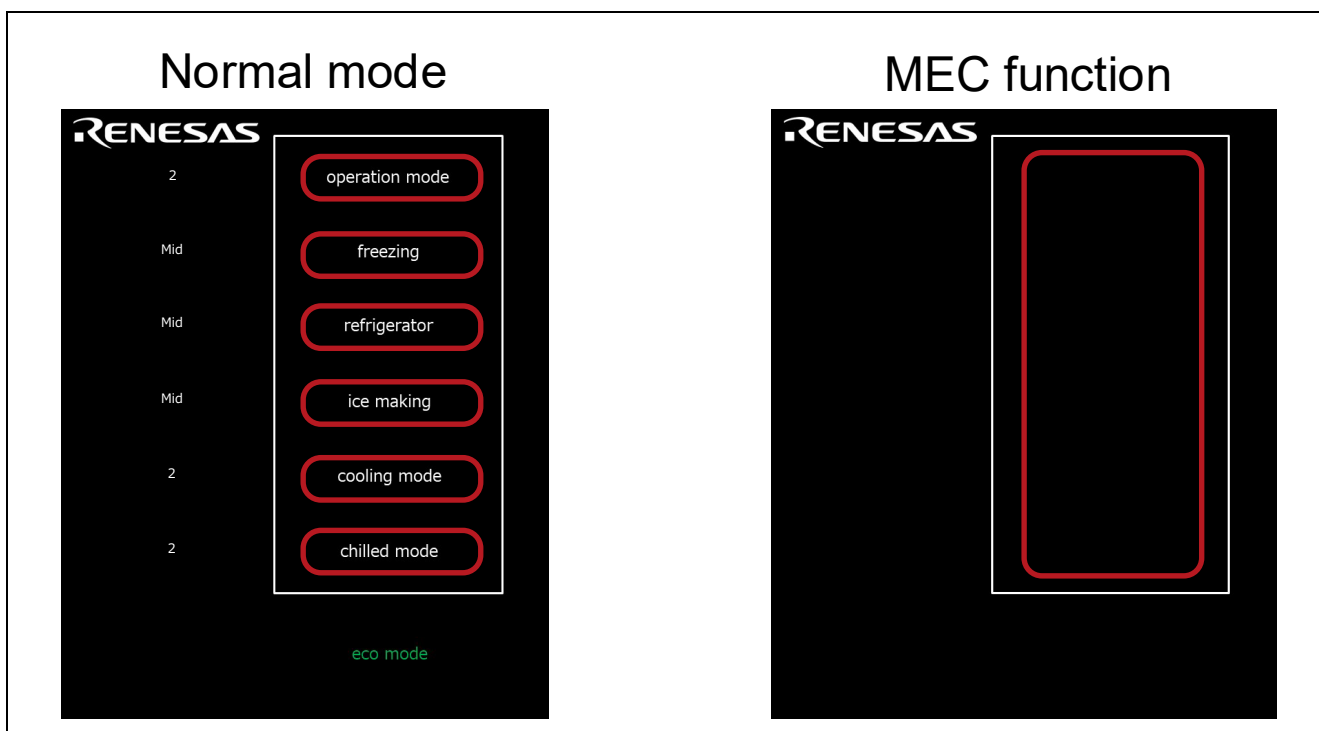 Normal mode
RENESAS
2 operation mode
Mid freezing
Mid refrigerator
Mid ice making
2 cooling mode
2 chilled mode
eco mode
MEC function
RENESAS